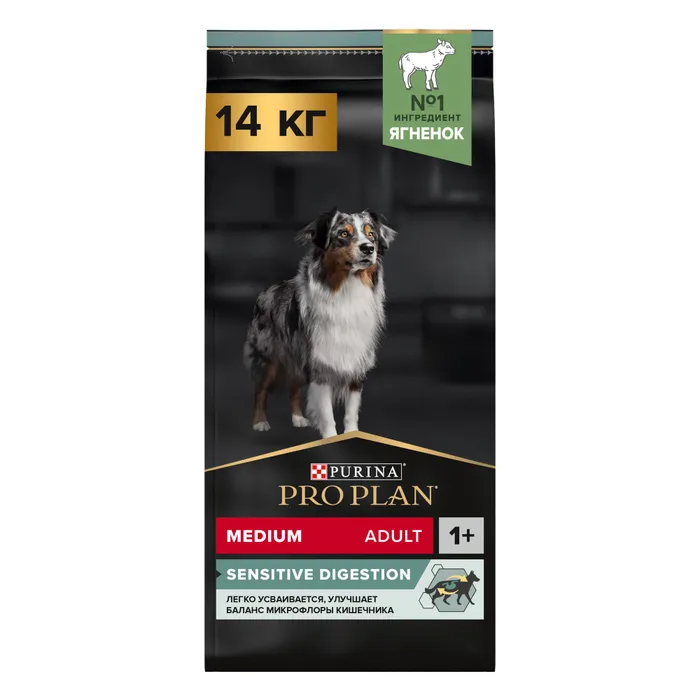 14 КГ
№1
ИНГРЕДИЕНТ
ЯГНЕНОК
PURINA
PRO PLAN
MEDIUM ADULT 1+
SENSITIVE DIGESTION
ЛЕГКО УСВАИВАЕТСЯ, УЛУЧШАЕТ
БАЛАНС МИКРОФЛОРЫ КИШЕЧНИКА